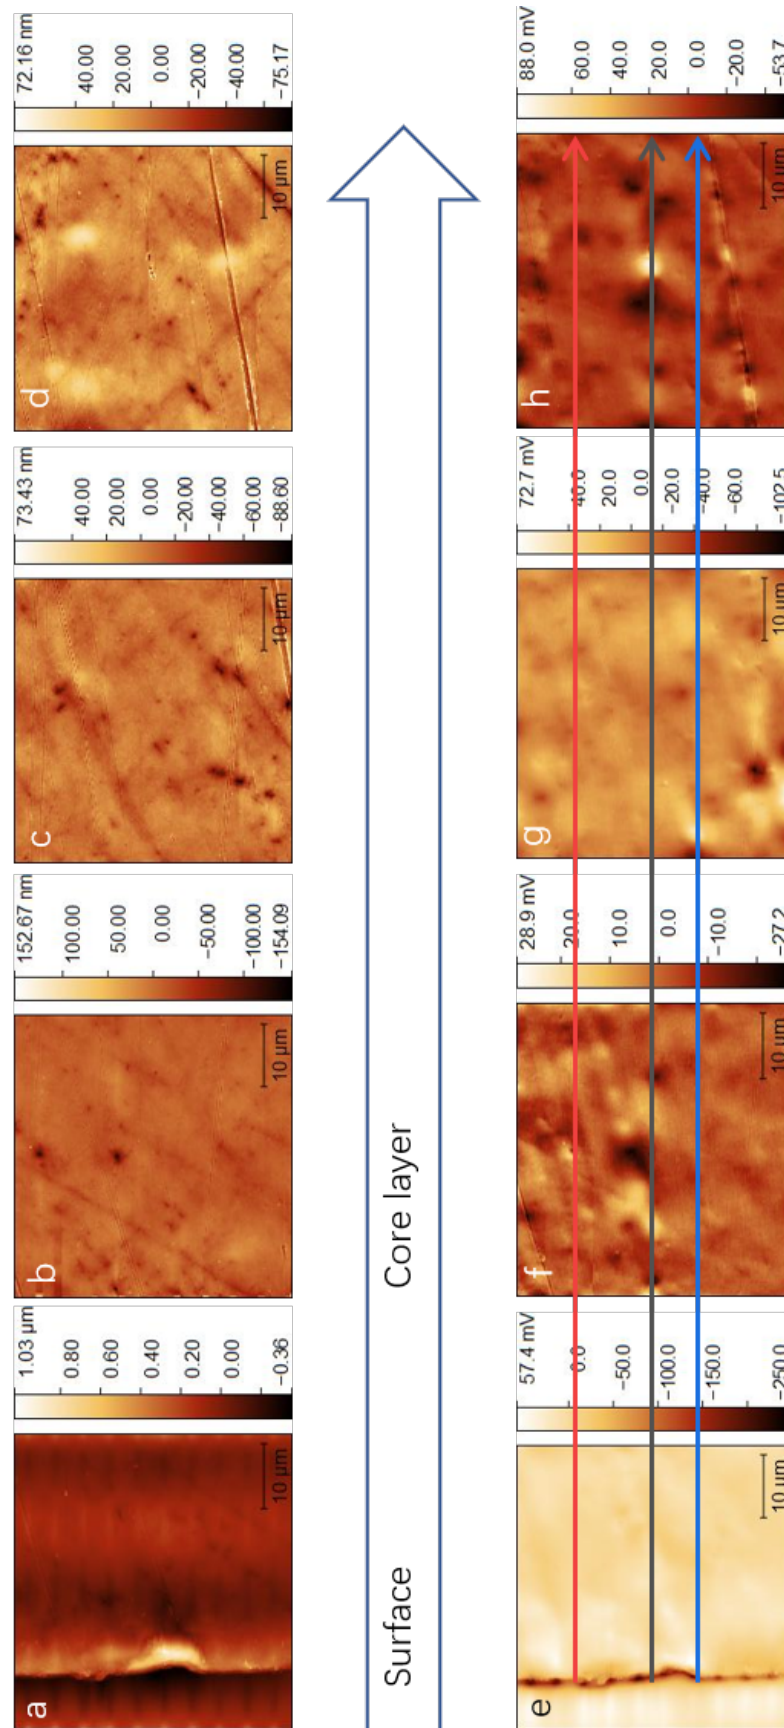 a
1.03 µm
0.80
0.60
0.40
0.20
0.00
−0.36
10 µm
b
152.67 nm
100.00
50.00
0.00
−50.00
−100.00
−154.09
10 µm
c
73.43 nm
40.00
20.00
0.00
−20.00
−40.00
−60.00
−88.60
10 µm
d
72.16 nm
40.00
20.00
0.00
−20.00
−40.00
−75.17
10 µm
Surface
Core layer
e
57.4 mV
0.0
−50.0
−100.0
−150.0
−250.0
10 µm
f
28.9 mV
20.0
10.0
0.0
−10.0
−27.2
10 µm
g
72.7 mV
40.0
20.0
0.0
−20.0
−40.0
−60.0
−102.5
10 µm
h
88.0 mV
60.0
40.0
20.0
0.0
−20.0
−53.7
10 µm